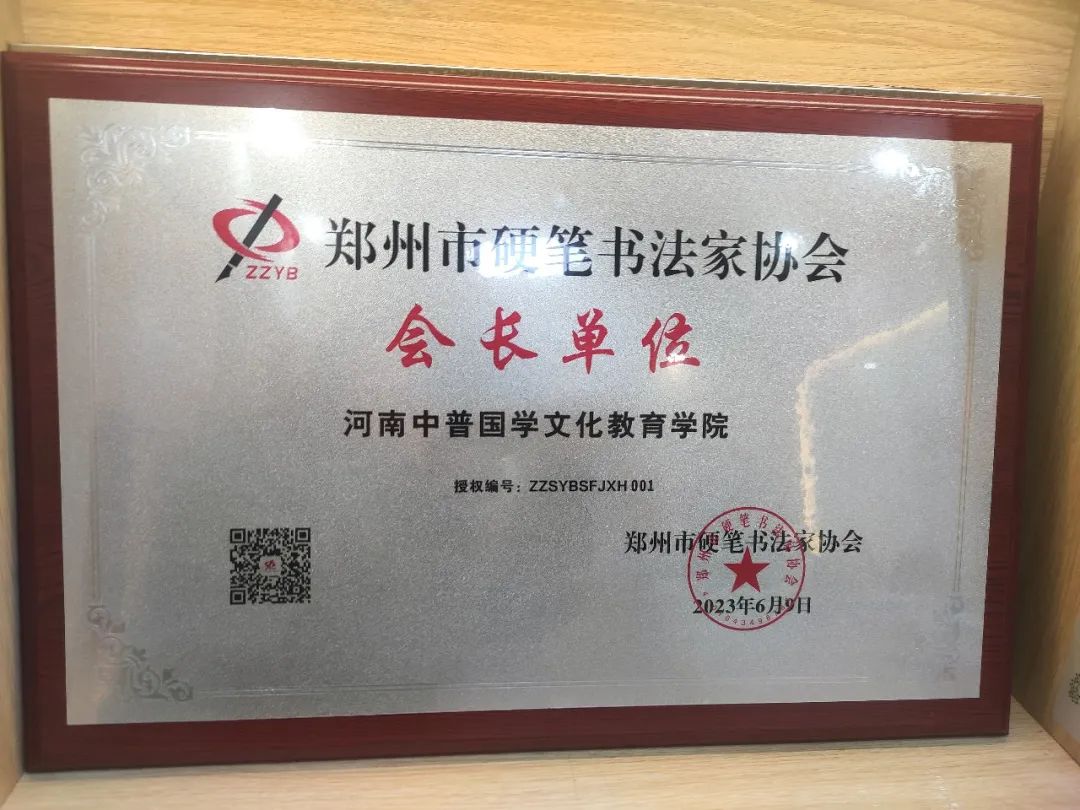 ZZYB
郑州市硬笔书法家协会
会长单位
河南中普国学文化教育学院
授权编号：ZZSYBSFJXH 001
郑州市硬笔书法家协会
2023年6月9日